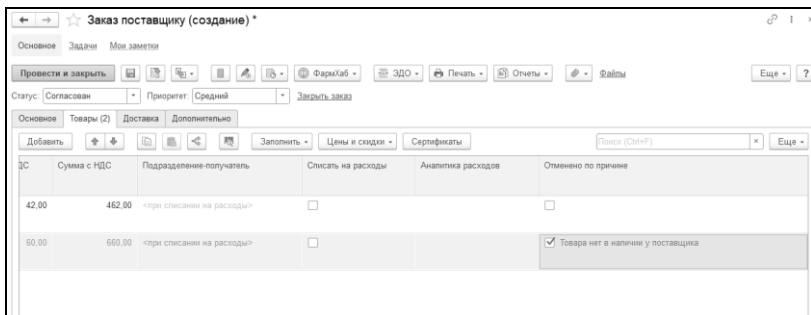 Заказ поставщику (создание) *
Основное Задачи Мои заметки
Провести и закрыть ФармХаб ЭДО Печать Отчеты Файлы Еще ?
Статус: Согласован Приоритет: Средний Закрыть заказ
Основное Товары (2) Доставка Дополнительно
Добавить Заполнить Цены и скидки Сертификаты Поиск (Ctrl+F) × Еще
ДС Сумма с НДС Подразделение-получатель Списать на расходы Аналитика расходов Отменено по причине
42,00 462,00 <при списании на расходы>
60,00 660,00 <при списании на расходы> Товара нет в наличии у поставщика